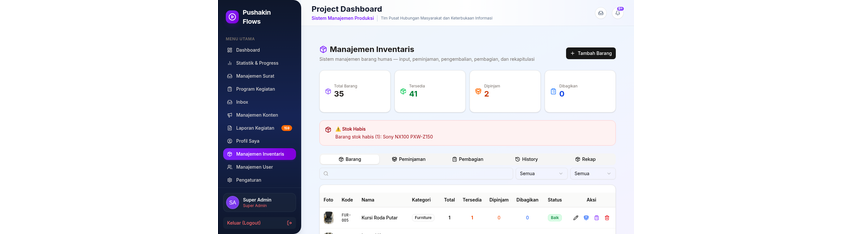 Pushakin
Flows
MENU UTAMA
Dashboard
Statistik & Progress
Manajemen Surat
Program Kegiatan
Inbox
Manajemen Konten
Laporan Kegiatan
Profil Saya
Manajemen Inventaris
Manajemen User
Pengaturan
SA
Super Admin
Super Admin
Keluar (Logout)
Project Dashboard
Sistem Manajemen Produksi
Tim Pusat Hubungan Masyarakat dan Keterbukaan Informasi
9+
Manajemen Inventaris
Sistem manajemen barang humas — input, peminjaman, pengembalian, pembagian, dan rekapitulasi
+ Tambah Barang
Total Barang
35
Tersedia
41
Dipinjam
2
Dibagikan
0
⚠️ Stok Habis
Barang stok habis (1): Sony NX100 PXW-Z150
Barang
Peminjaman
Pembagian
History
Rekap
Semua
Semua
Foto Kode Nama Kategori Total Tersedia Dipinjam Dibagikan Status Aksi
FUR-
Kursi Roda Putar Furniture 1 1 0 0 Baik